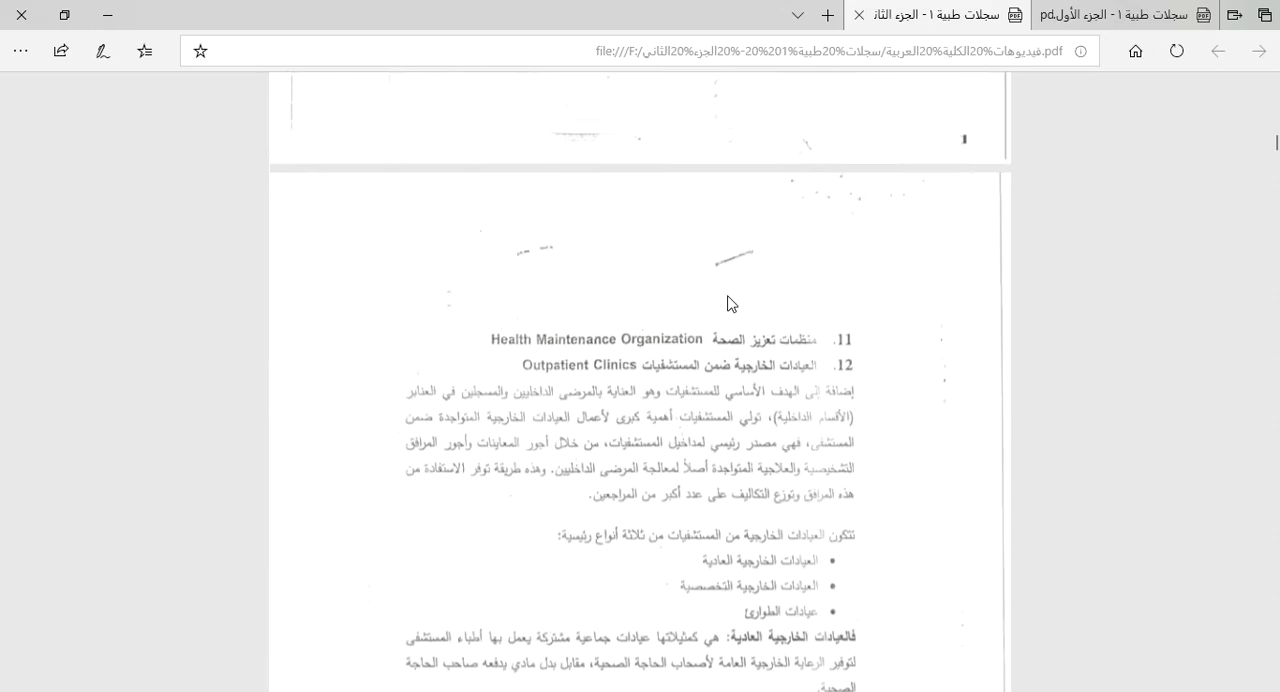 سجلات طبية ١ - الجزء الأول.pd
سجلات طبية ١ - الجزء الثاني
file:///F:/فيديوهات%20الكلية%20العربية/سجلات%20طبية%201%20-%20الجزء%20الثاني.pdf
1
11. منظمات تعزيز الصحة Health Maintenance Organization
12. العيادات الخارجية ضمن المستشفيات Outpatient Clinics
إضافة إلى الهدف الأساسي للمستشفيات وهو العناية بالمرضى الداخليين والمسجلين في العنابر
(الأقسام الداخلية)، تولي المستشفيات أهمية كبرى لأعمال العيادات الخارجية المتواجدة ضمن
المستشفى، فهي مصدر رئيسي لمداخيل المستشفيات، من خلال أجور المعاينات وأجور المرافق
التشخيصية والعلاجية المتواجدة أصلاً لمعالجة المرضى الداخليين. وهذه طريقة توفر الاستفادة من
هذه المرافق وتوزع التكاليف على عدد أكبر من المراجعين.
تتكون العيادات الخارجية من المستشفيات من ثلاثة أنواع رئيسية:
• العيادات الخارجية العادية
• العيادات الخارجية التخصصية
• عيادات الطوارئ
فالعيادات الخارجية العادية: هي كمثيلاتها عيادات جماعية مشتركة يعمل بها أطباء المستشفى
لتوفير الرعاية الخارجية العامة لأصحاب الحاجة الصحية، مقابل بدل مادي يدفعه صاحب الحاجة
الصحية.